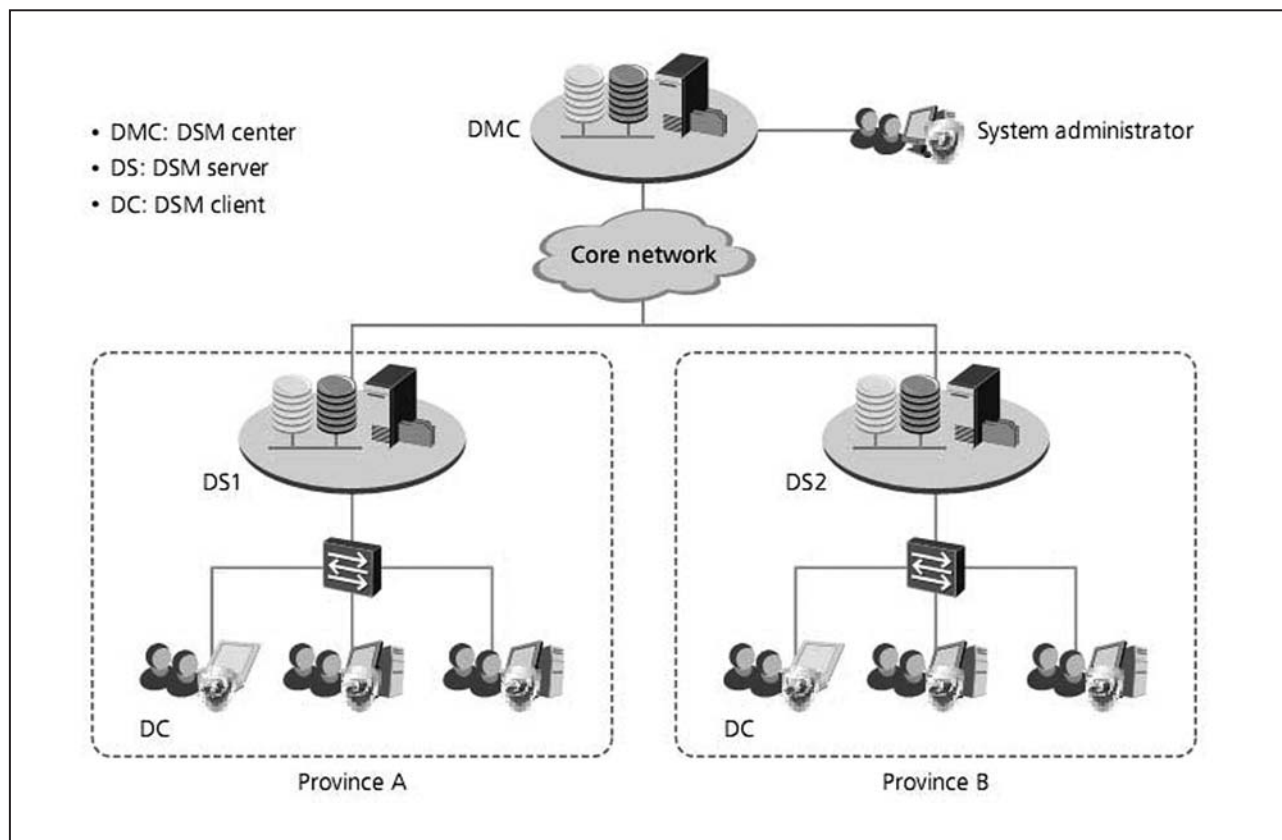 • DMC: DSM center
• DS: DSM server
• DC: DSM client
DMC
System administrator
Core network
DS1
DS2
DC
DC
Province A
Province B